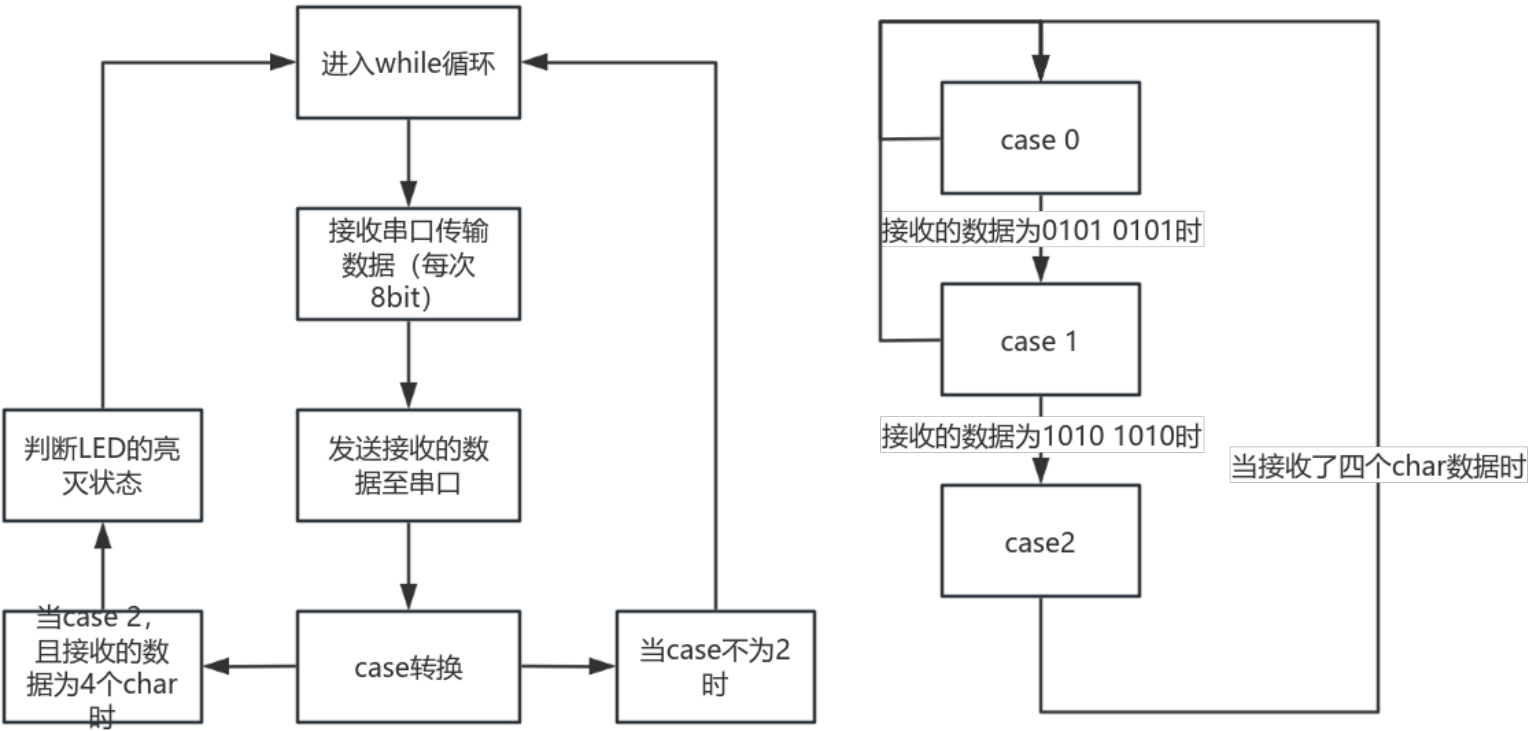 进入while循环
接收串口传输
数据（每次
8bit）
发送接收的数
据至串口
case转换
判断LED的亮
灭状态
当case 2，
且接收的数
据为4个char
时
当case不为2
时
case 0
接收的数据为0101 0101时
case 1
接收的数据为1010 1010时
case2
当接收了四个char数据时